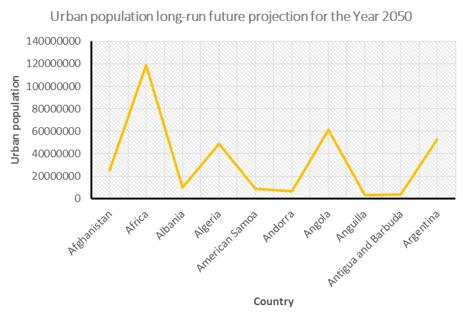 Urban population long-run future projection for the Year 2050
140000000
120000000
100000000
80000000
60000000
40000000
20000000
0
Urban population
Afghanistan
Africa
Albania
Algeria
American Samoa
Andorra
Angola
Anguilla
Antigua and Barbuda
Argentina
Country